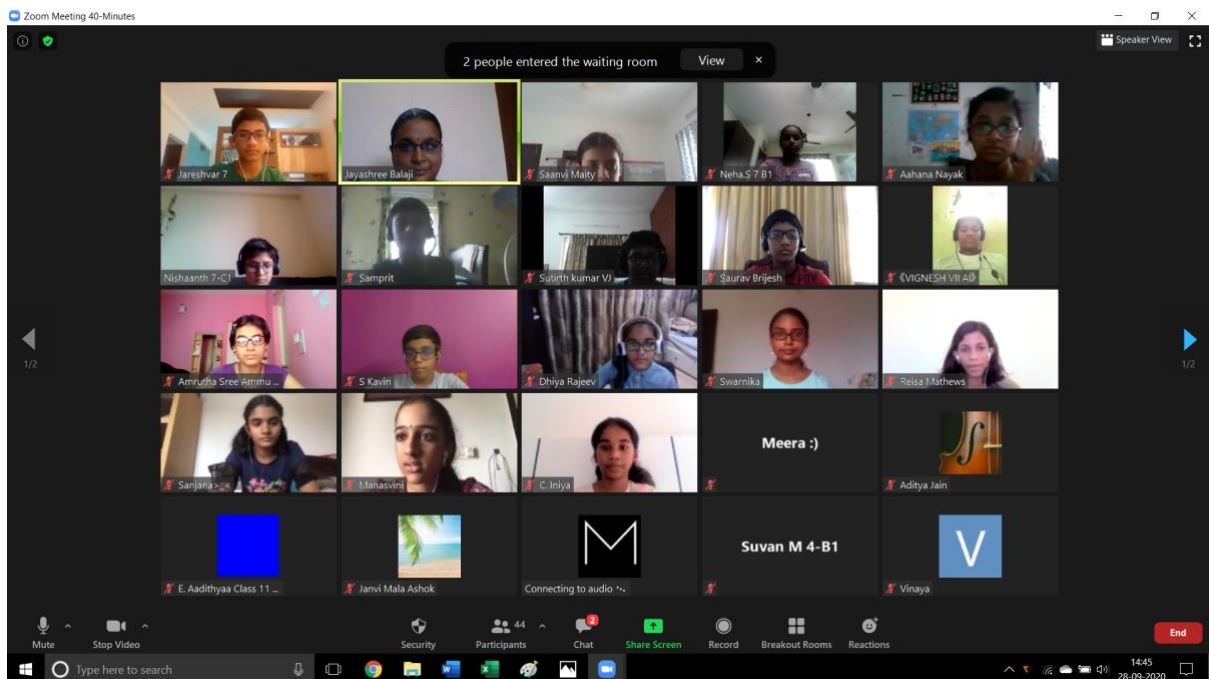 Zoom Meeting 40-Minutes
Speaker View
2 people entered the waiting room View
Jareshvar 7
Jayashree Balaji
Saanvi Maity
Neha.S 7 B1
Aahana Nayak
Nishaanth 7-C1
Samprit
Sutirth kumar VJ
Saurav Brijesh
《VIGNESH VII A》
1/2
Amrutha Sree Ammu ...
S Kavin
Dhiya Rajeev
Swarnika
Reisa Mathews
1/2
Sanjana>_<
Manasvini
C. Iniya
Meera :)
Aditya Jain
E. Aadithyaa Class 11 ...
Janvi Mala Ashok
M
Connecting to audio
Suvan M 4-B1
V
Vinaya
Mute
Stop Video
Security
44
Participants
2
Chat
Share Screen
Record
Breakout Rooms
Reactions
End
Type here to search
14:45
28-09-2020